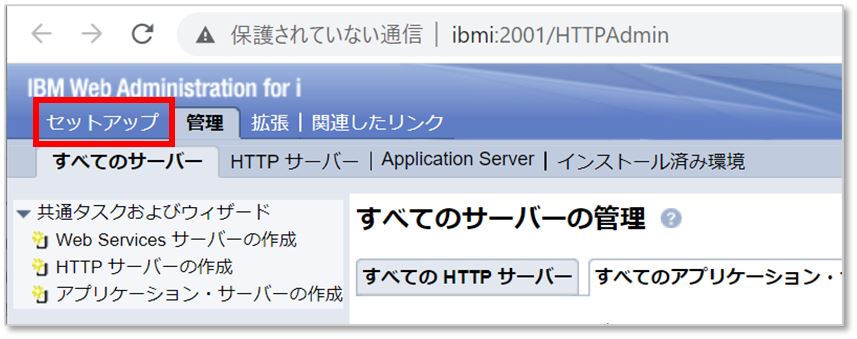 保護されていない通信 | ibmi:2001/HTTPAdmin
IBM Web Administration for i
セットアップ 管理 拡張 | 関連したリンク
すべてのサーバー HTTP サーバー | Application Server | インストール済み環境
共通タスクおよびウィザード
Web Services サーバーの作成
HTTP サーバーの作成
アプリケーション・サーバーの作成
すべてのサーバーの管理 ?
すべての HTTP サーバー すべてのアプリケーション・